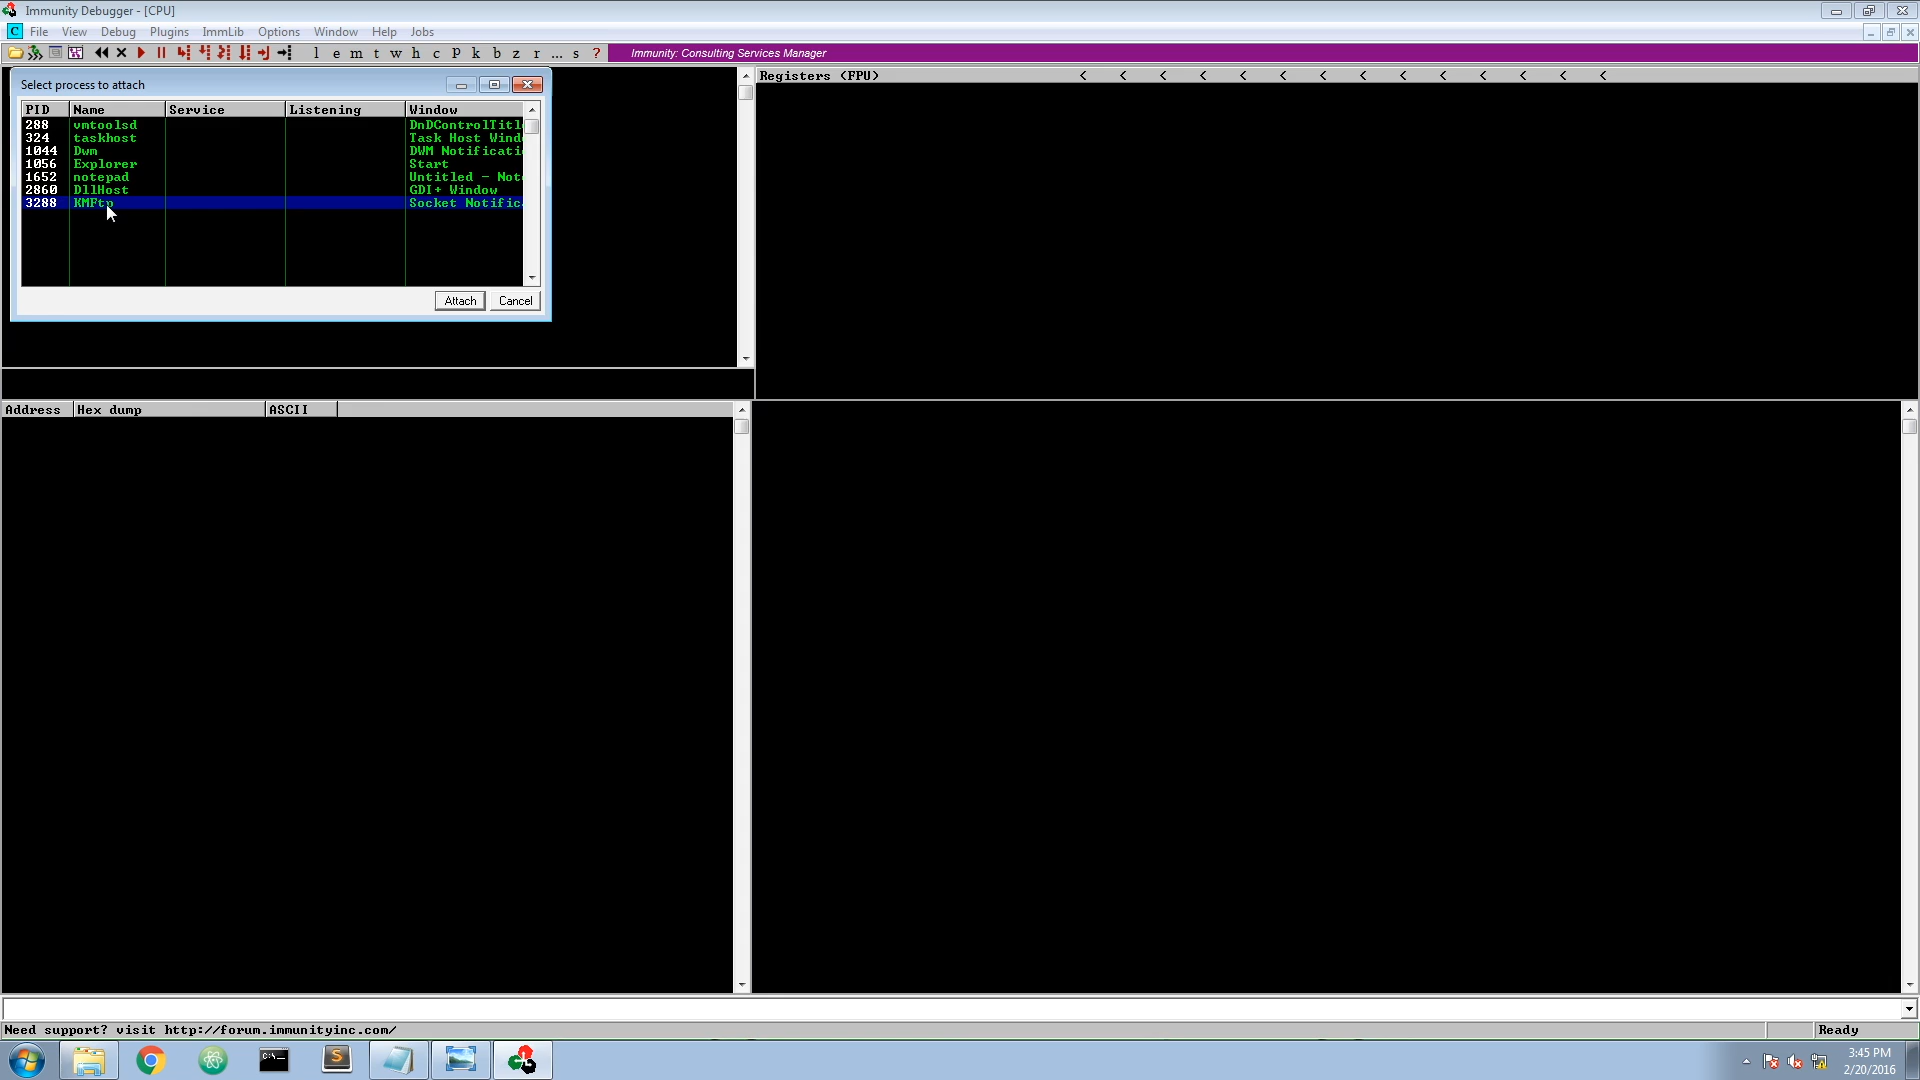 Immunity Debugger - [CPU]
C File View Debug Plugins ImmLib Options Window Help Jobs
l e m t w h c P k b z r ... s ? Immunity: Consulting Services Manager
Select process to attach
PID Name Service Listening Window
288 vmtoolsd DnDControlTitl
324 taskhost Task Host Wind
1044 Dwm DWM Notificati
1056 Explorer Start
1652 notepad Untitled - Not
2860 DllHost GDI+ Window
3288 KMFtp Socket Notific
Attach Cancel
Registers (FPU) < < < < < < < < < < < < < <
Address Hex dump ASCII
Need support? visit http://forum.immunityinc.com/
Ready
C:\_
S
3:45 PM
2/20/2016